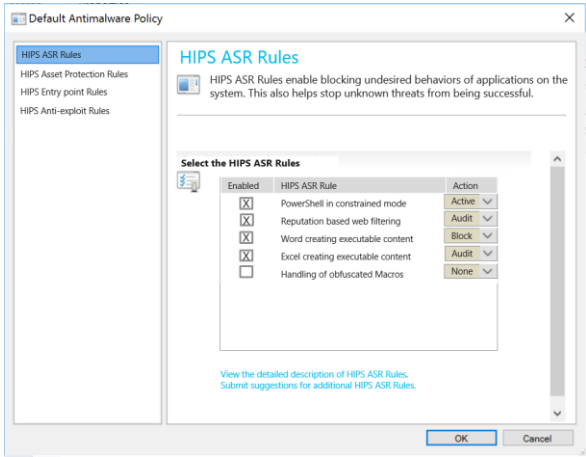 Default Antimalware Policy
HIPS ASR Rules
HIPS Asset Protection Rules
HIPS Entry point Rules
HIPS Anti-exploit Rules
HIPS ASR Rules
HIPS ASR Rules enable blocking undesired behaviors of applications on the
system. This also helps stop unknown threats from being successful.
Select the HIPS ASR Rules
Enabled HIPS ASR Rule Action
X PowerShell in constrained mode Active
X Reputation based web filtering Audit
X Word creating executable content Block
X Excel creating executable content Audit
Handling of obfuscated Macros None
View the detailed description of HIPS ASR Rules.
Submit suggestions for additional HIPS ASR Rules.
OK Cancel